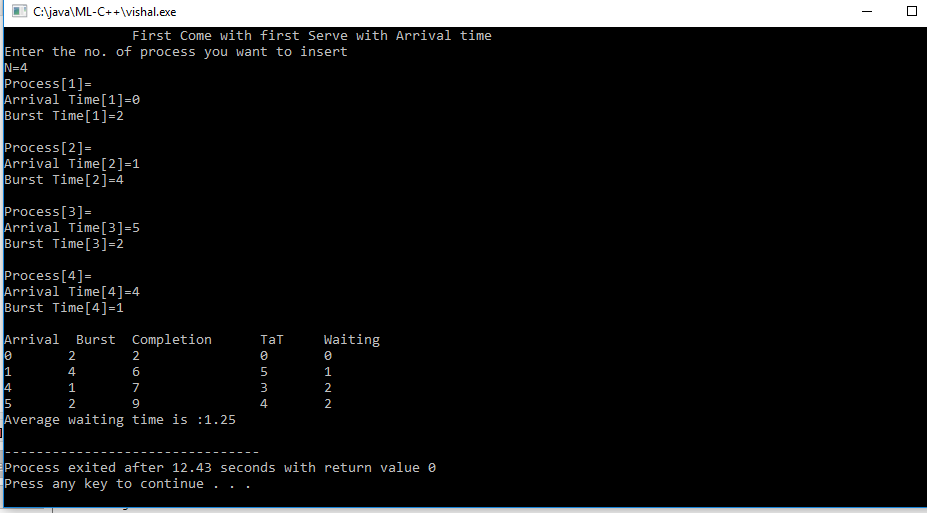 C:\java\ML-C++\vishal.exe
First Come with first Serve with Arrival time
Enter the no. of process you want to insert
N=4
Process[1]=
Arrival Time[1]=0
Burst Time[1]=2
Process[2]=
Arrival Time[2]=1
Burst Time[2]=4
Process[3]=
Arrival Time[3]=5
Burst Time[3]=2
Process[4]=
Arrival Time[4]=4
Burst Time[4]=1
Arrival Burst Completion TaT Waiting
0 2 2 0 0
1 4 6 5 1
4 1 7 3 2
5 2 9 4 2
Average waiting time is :1.25
--------------------------------
Process exited after 12.43 seconds with return value 0
Press any key to continue . . .